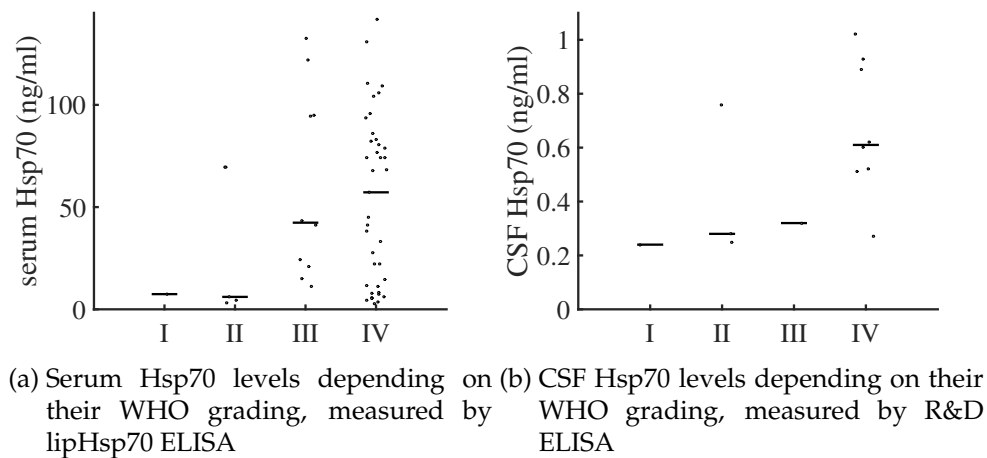 serum Hsp70 (ng/ml)
100
50
0
I II III IV
CSF Hsp70 (ng/ml)
1
0.8
0.6
0.4
0.2
0
I II III IV
(a) Serum Hsp70 levels depending on
their WHO grading, measured by
lipHsp70 ELISA
(b) CSF Hsp70 levels depending on their
WHO grading, measured by R&D
ELISA